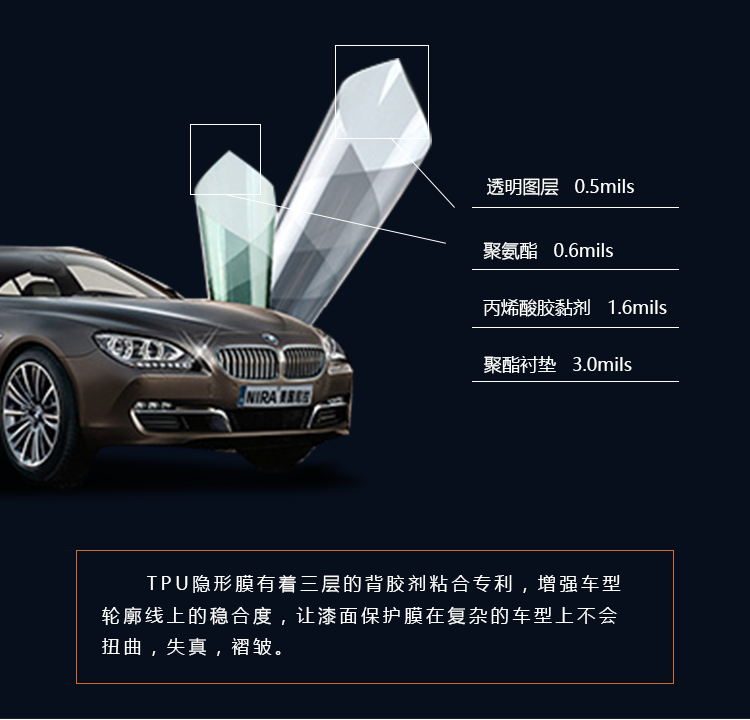 透明图层 0.5mils
聚氨酯 0.6mils
丙烯酸胶黏剂 1.6mils
聚酯衬垫 3.0mils
NIRA
TPU隐形膜有着三层的背胶剂粘合专利，增强车型
轮廓线上的稳合度，让漆面保护膜在复杂的车型上不会
扭曲，失真，褶皱。